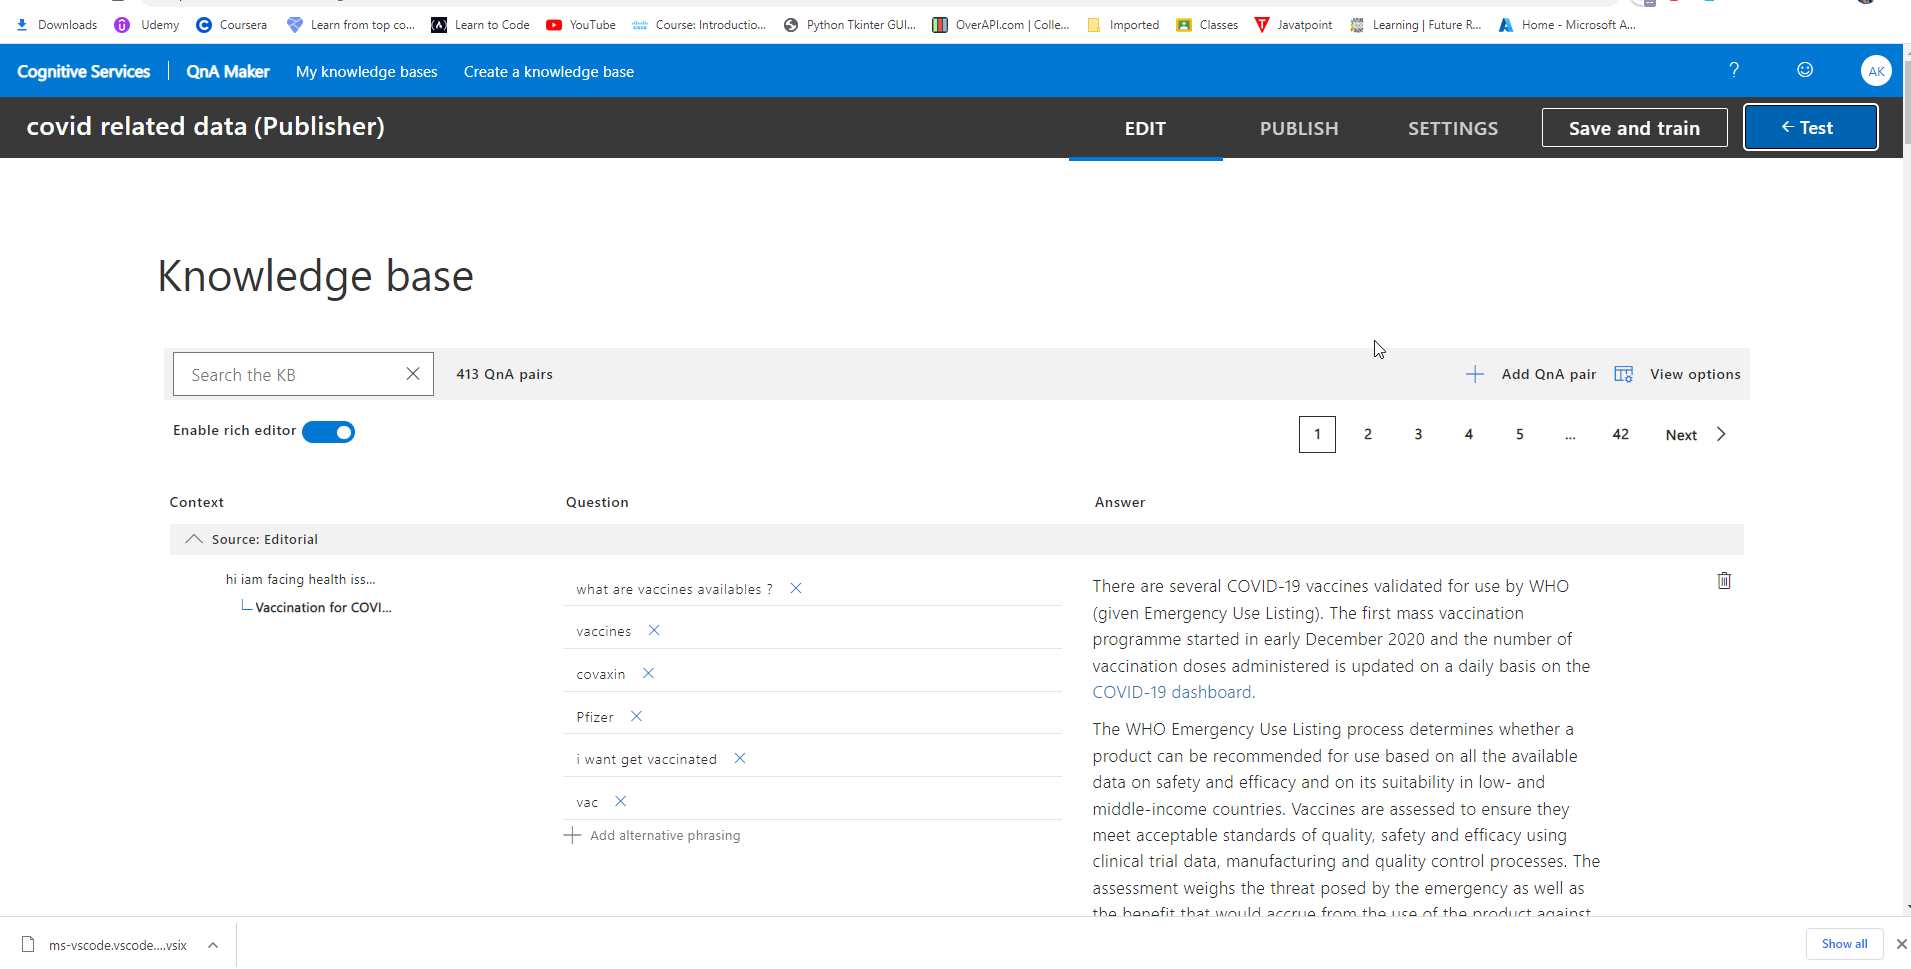 Downloads Udemy Coursera Learn from top co... Learn to Code YouTube Course: Introductio... Python Tkinter GUI... OverAPI.com | Colle... Imported Classes Javatpoint Learning | Future R... Home - Microsoft A...
Cognitive Services QnA Maker My knowledge bases Create a knowledge base ? AK
covid related data (Publisher) EDIT PUBLISH SETTINGS Save and train ← Test
Knowledge base
Search the KB 413 QnA pairs Add QnA pair View options
Enable rich editor 1 2 3 4 5 ... 42 Next
Context Question Answer
Source: Editorial
hi iam facing health iss...
Vaccination for COVI...
what are vaccines availables ?
vaccines
covaxin
Pfizer
i want get vaccinated
vac
Add alternative phrasing
There are several COVID-19 vaccines validated for use by WHO
(given Emergency Use Listing). The first mass vaccination
programme started in early December 2020 and the number of
vaccination doses administered is updated on a daily basis on the
COVID-19 dashboard.
The WHO Emergency Use Listing process determines whether a
product can be recommended for use based on all the available
data on safety and efficacy and on its suitability in low- and
middle-income countries. Vaccines are assessed to ensure they
meet acceptable standards of quality, safety and efficacy using
clinical trial data, manufacturing and quality control processes. The
assessment weighs the threat posed by the emergency as well as
the benefit that would accrue from the use of the product against
ms-vscode.vscode....vsix Show all